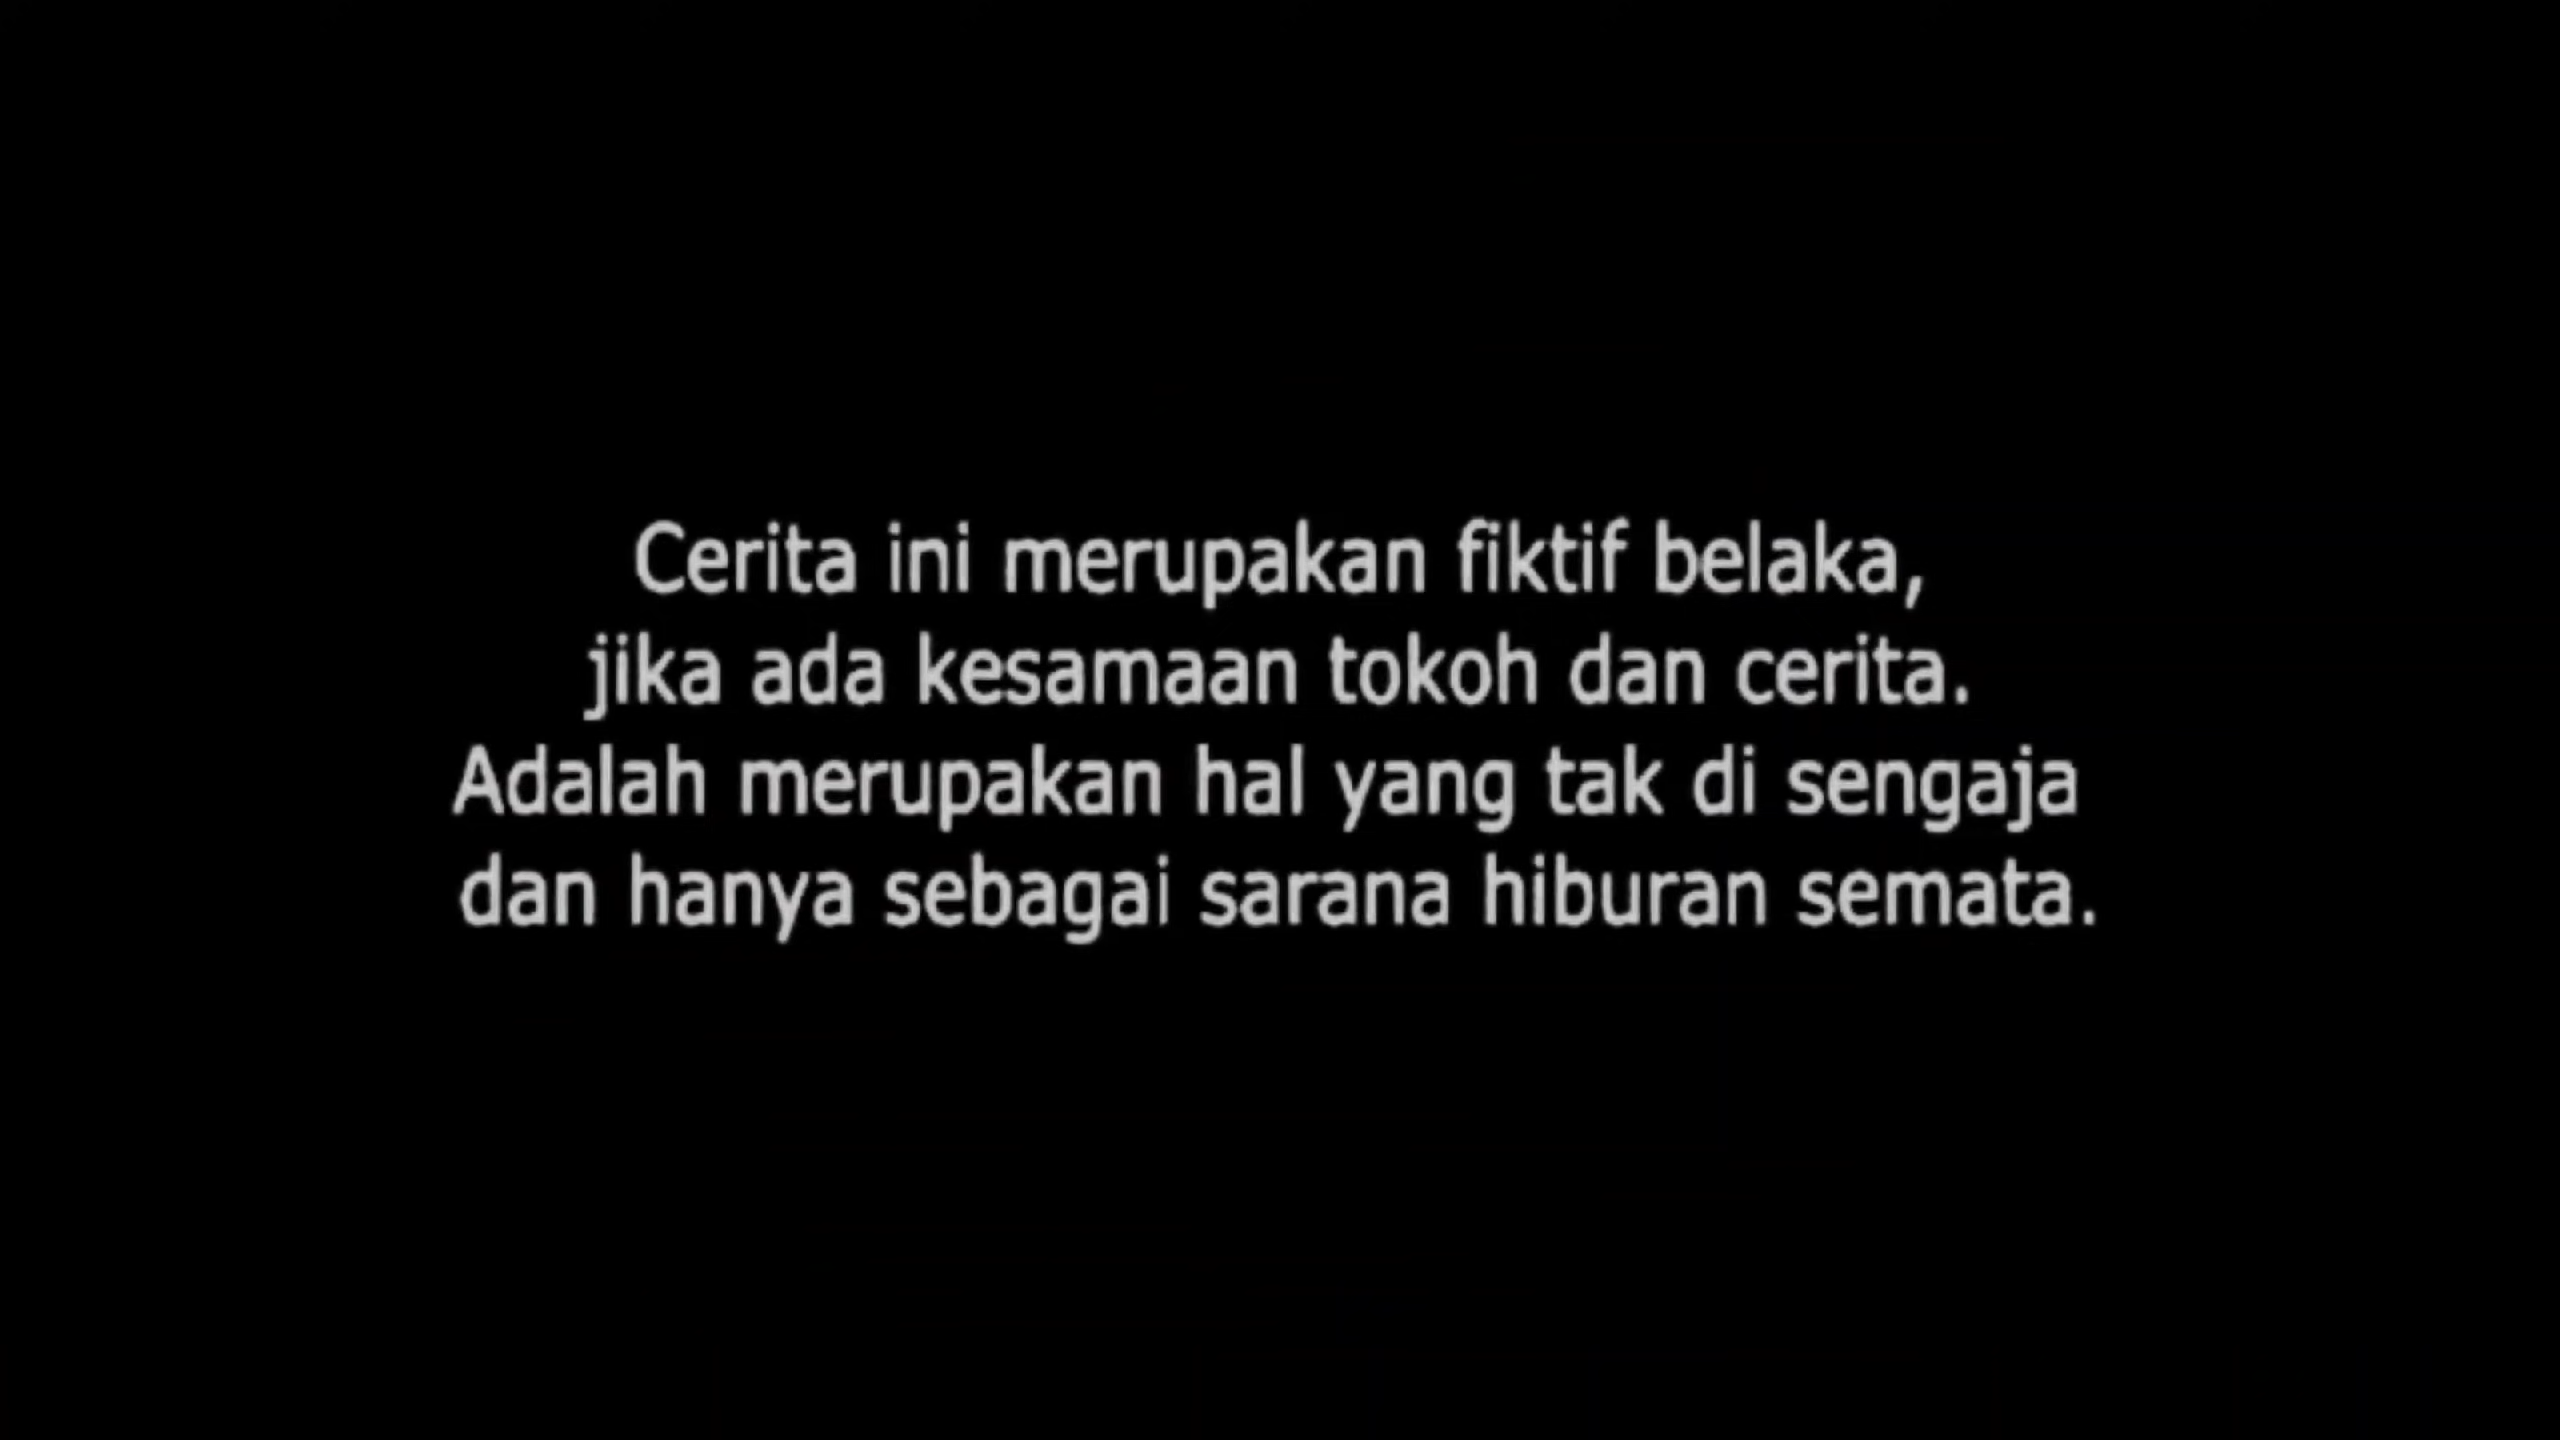 Cerita ini merupakan fiktif belaka,
jika ada kesamaan tokoh dan cerita.
Adalah merupakan hal yang tak di sengaja
dan hanya sebagai sarana hiburan semata.